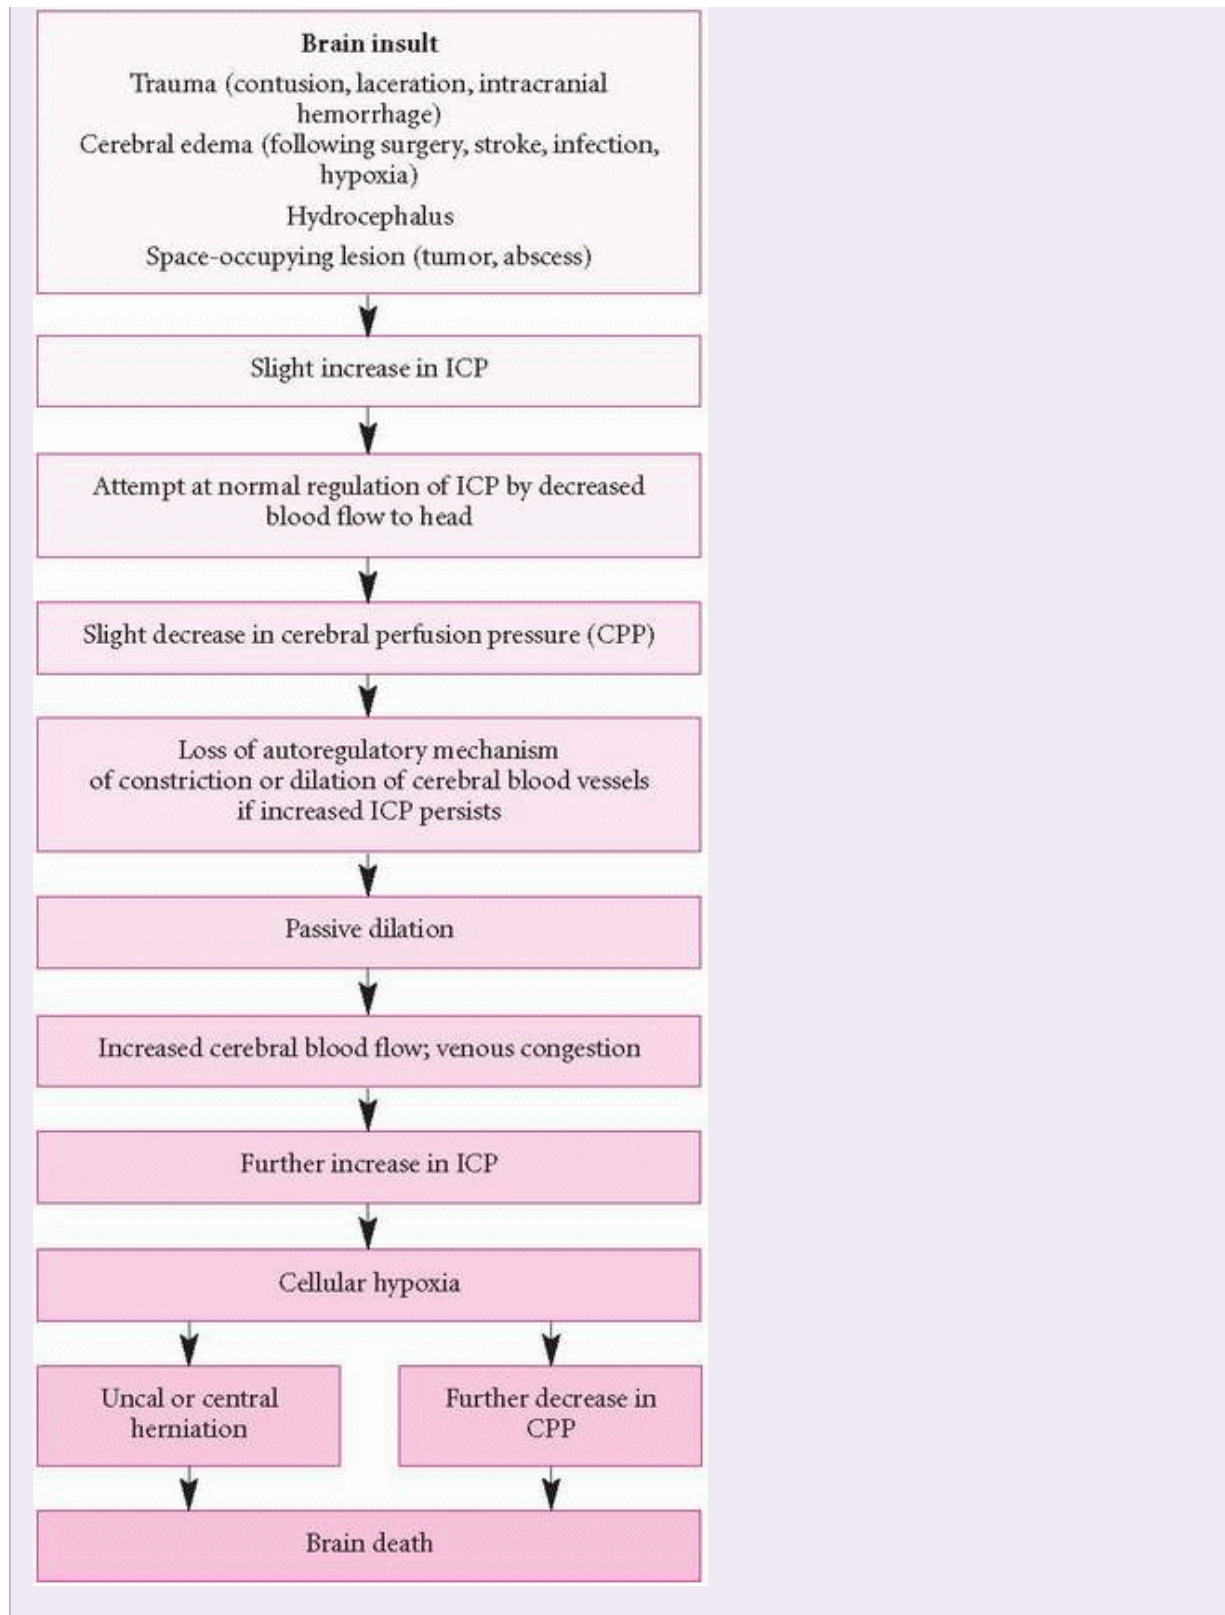 Brain insult
Trauma (contusion, laceration, intracranial
hemorrhage)
Cerebral edema (following surgery, stroke, infection,
hypoxia)
Hydrocephalus
Space-occupying lesion (tumor, abscess)
Slight increase in ICP
Attempt at normal regulation of ICP by decreased
blood flow to head
Slight decrease in cerebral perfusion pressure (CPP)
Loss of autoregulatory mechanism
of constriction or dilation of cerebral blood vessels
if increased ICP persists
Passive dilation
Increased cerebral blood flow; venous congestion
Further increase in ICP
Cellular hypoxia
Uncal or central
herniation
Further decrease in
CPP
Brain death